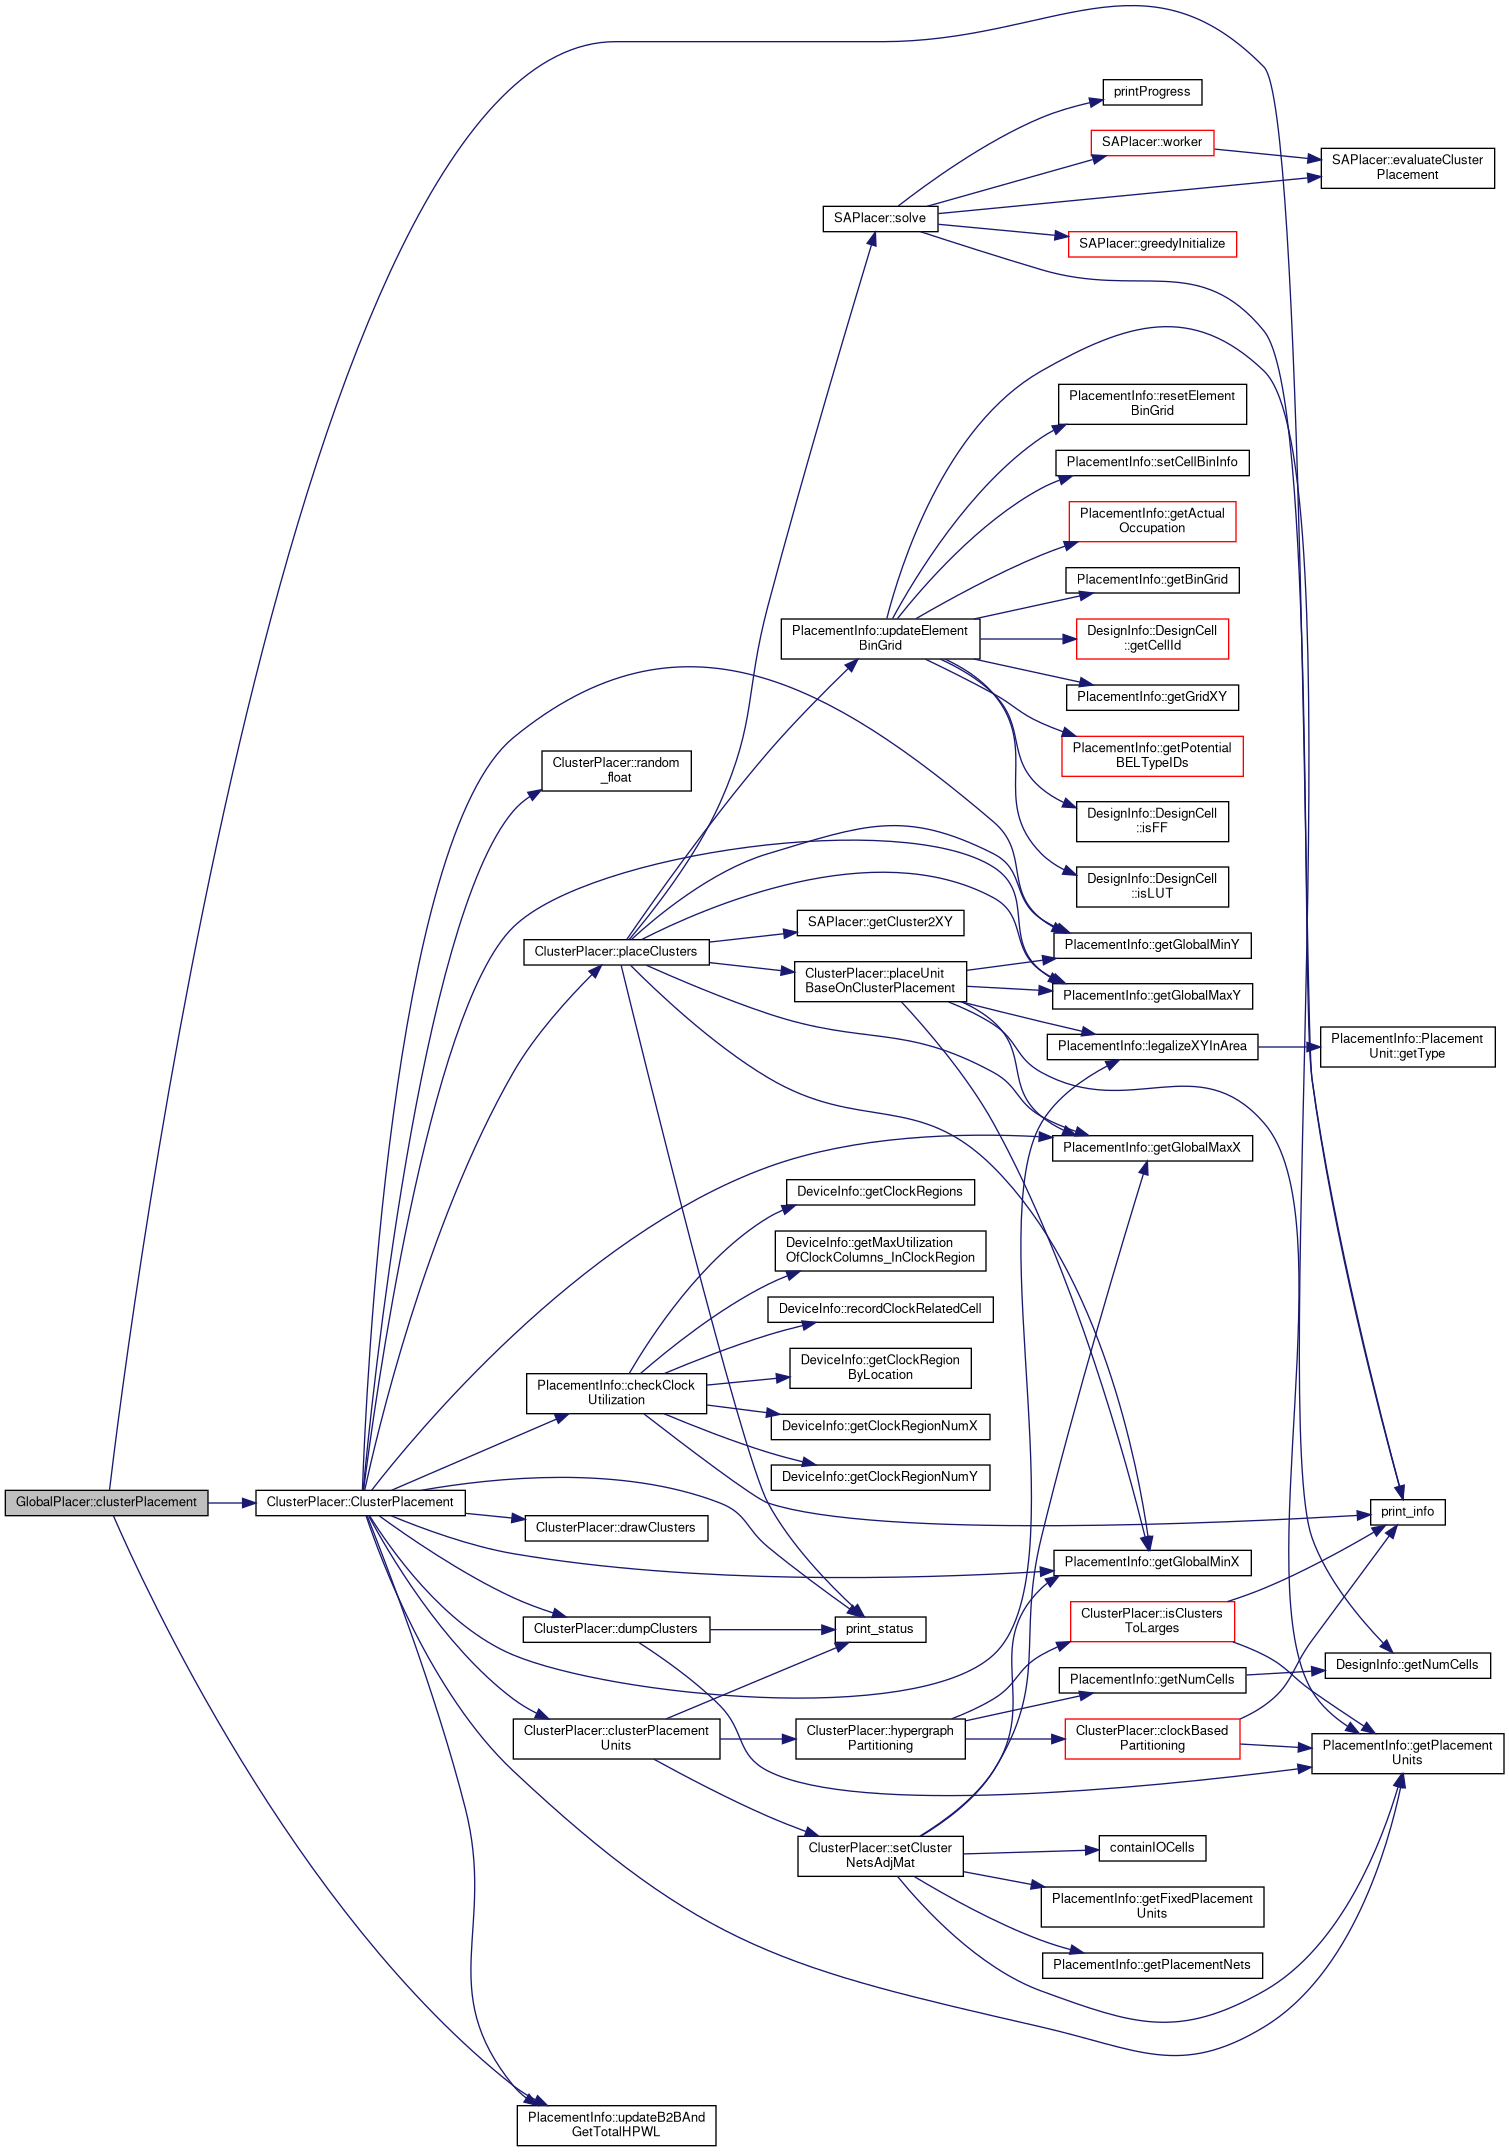 printProgress
SAPlacer::worker
SAPlacer::evaluateCluster
Placement
SAPlacer::solve
SAPlacer::greedyInitialize
PlacementInfo::resetElement
BinGrid
PlacementInfo::setCellBinInfo
PlacementInfo::getActual
Occupation
PlacementInfo::getBinGrid
PlacementInfo::updateElement
BinGrid
DesignInfo::DesignCell
::getCellId
PlacementInfo::getGridXY
PlacementInfo::getPotential
BELTypeIDs
ClusterPlacer::random
_float
DesignInfo::DesignCell
::isFF
DesignInfo::DesignCell
::isLUT
SAPlacer::getCluster2XY
ClusterPlacer::placeClusters
PlacementInfo::getGlobalMinY
ClusterPlacer::placeUnit
BaseOnClusterPlacement
PlacementInfo::getGlobalMaxY
PlacementInfo::legalizeXYInArea
PlacementInfo::Placement
Unit::getType
PlacementInfo::getGlobalMaxX
DeviceInfo::getClockRegions
DeviceInfo::getMaxUtilization
OfClockColumns_InClockRegion
DeviceInfo::recordClockRelatedCell
DeviceInfo::getClockRegion
ByLocation
PlacementInfo::checkClock
Utilization
DeviceInfo::getClockRegionNumX
DeviceInfo::getClockRegionNumY
GlobalPlacer::clusterPlacement
ClusterPlacer::ClusterPlacement
print_info
ClusterPlacer::drawClusters
PlacementInfo::getGlobalMinX
ClusterPlacer::isClusters
ToLarges
ClusterPlacer::dumpClusters
print_status
DesignInfo::getNumCells
PlacementInfo::getNumCells
ClusterPlacer::clusterPlacement
Units
ClusterPlacer::hypergraph
Partitioning
ClusterPlacer::clockBased
Partitioning
PlacementInfo::getPlacement
Units
ClusterPlacer::setCluster
NetsAdjMat
containIOCells
PlacementInfo::getFixedPlacement
Units
PlacementInfo::getPlacementNets
PlacementInfo::updateB2BAnd
GetTotalHPWL